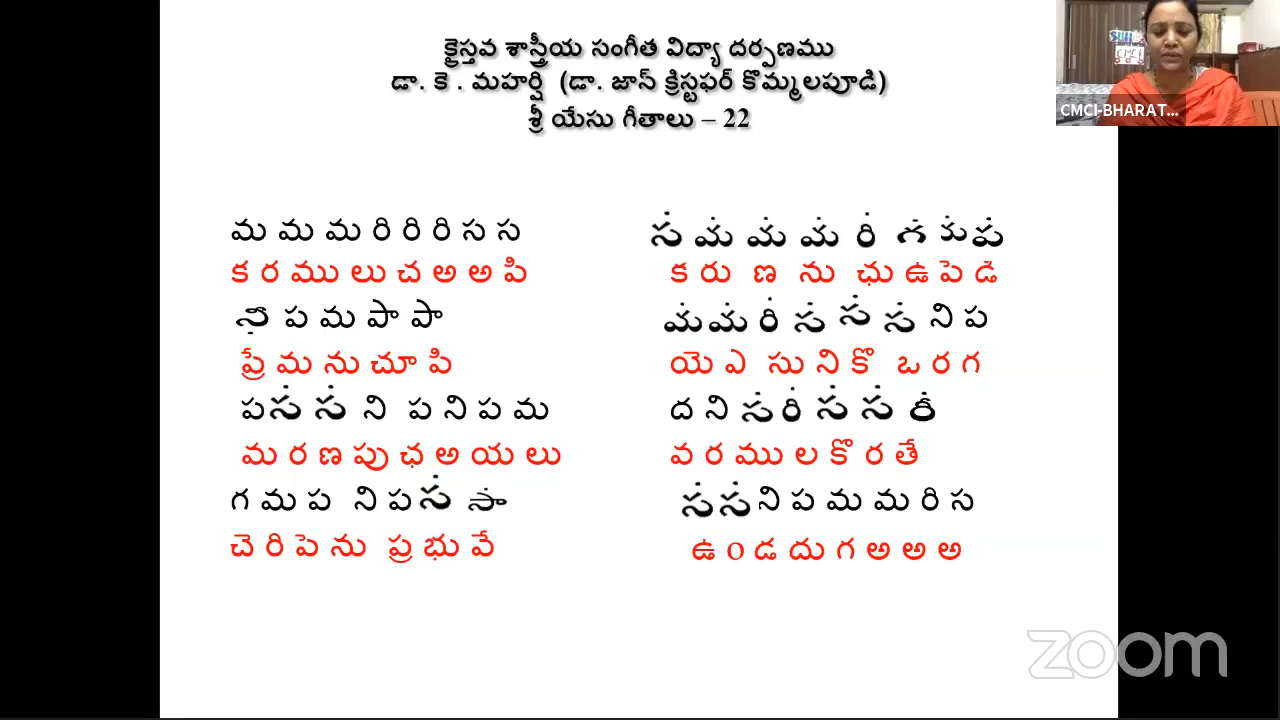 క్రైస్తవ శాస్త్రీయ సంగీత విద్యా దర్పణము
డా. కె . మహర్షి (డా. జాన్ క్రిస్టఫర్ కొమ్మలపూడి)
శ్రీ యేసు గీతాలు – 22
CMCI-BHARAT...
మ మ మ రి రి రి స స
క ర ము లు చ అ అ పి
ని ప మ పా పా
ప్రే మ ను చూ పి
ప స స ని ప ని ప మ
మ ర ణ పు ఛ అ య లు
గ మ ప ని ప స సా
చె రి పె ను ప్ర భు వే
స మ మ మ రి గ మ ప
క రు ణ ను ఛు ఉ పె డి
మ మ రి స స స ని ప
యె ఎ సు ని కొ ఒ ర గ
ద ని స రి స స రీ
వ ర ము ల కొ ర తే
స స ని ప మ మ రి స
ఉ o డ దు గ అ అ అ
zoom